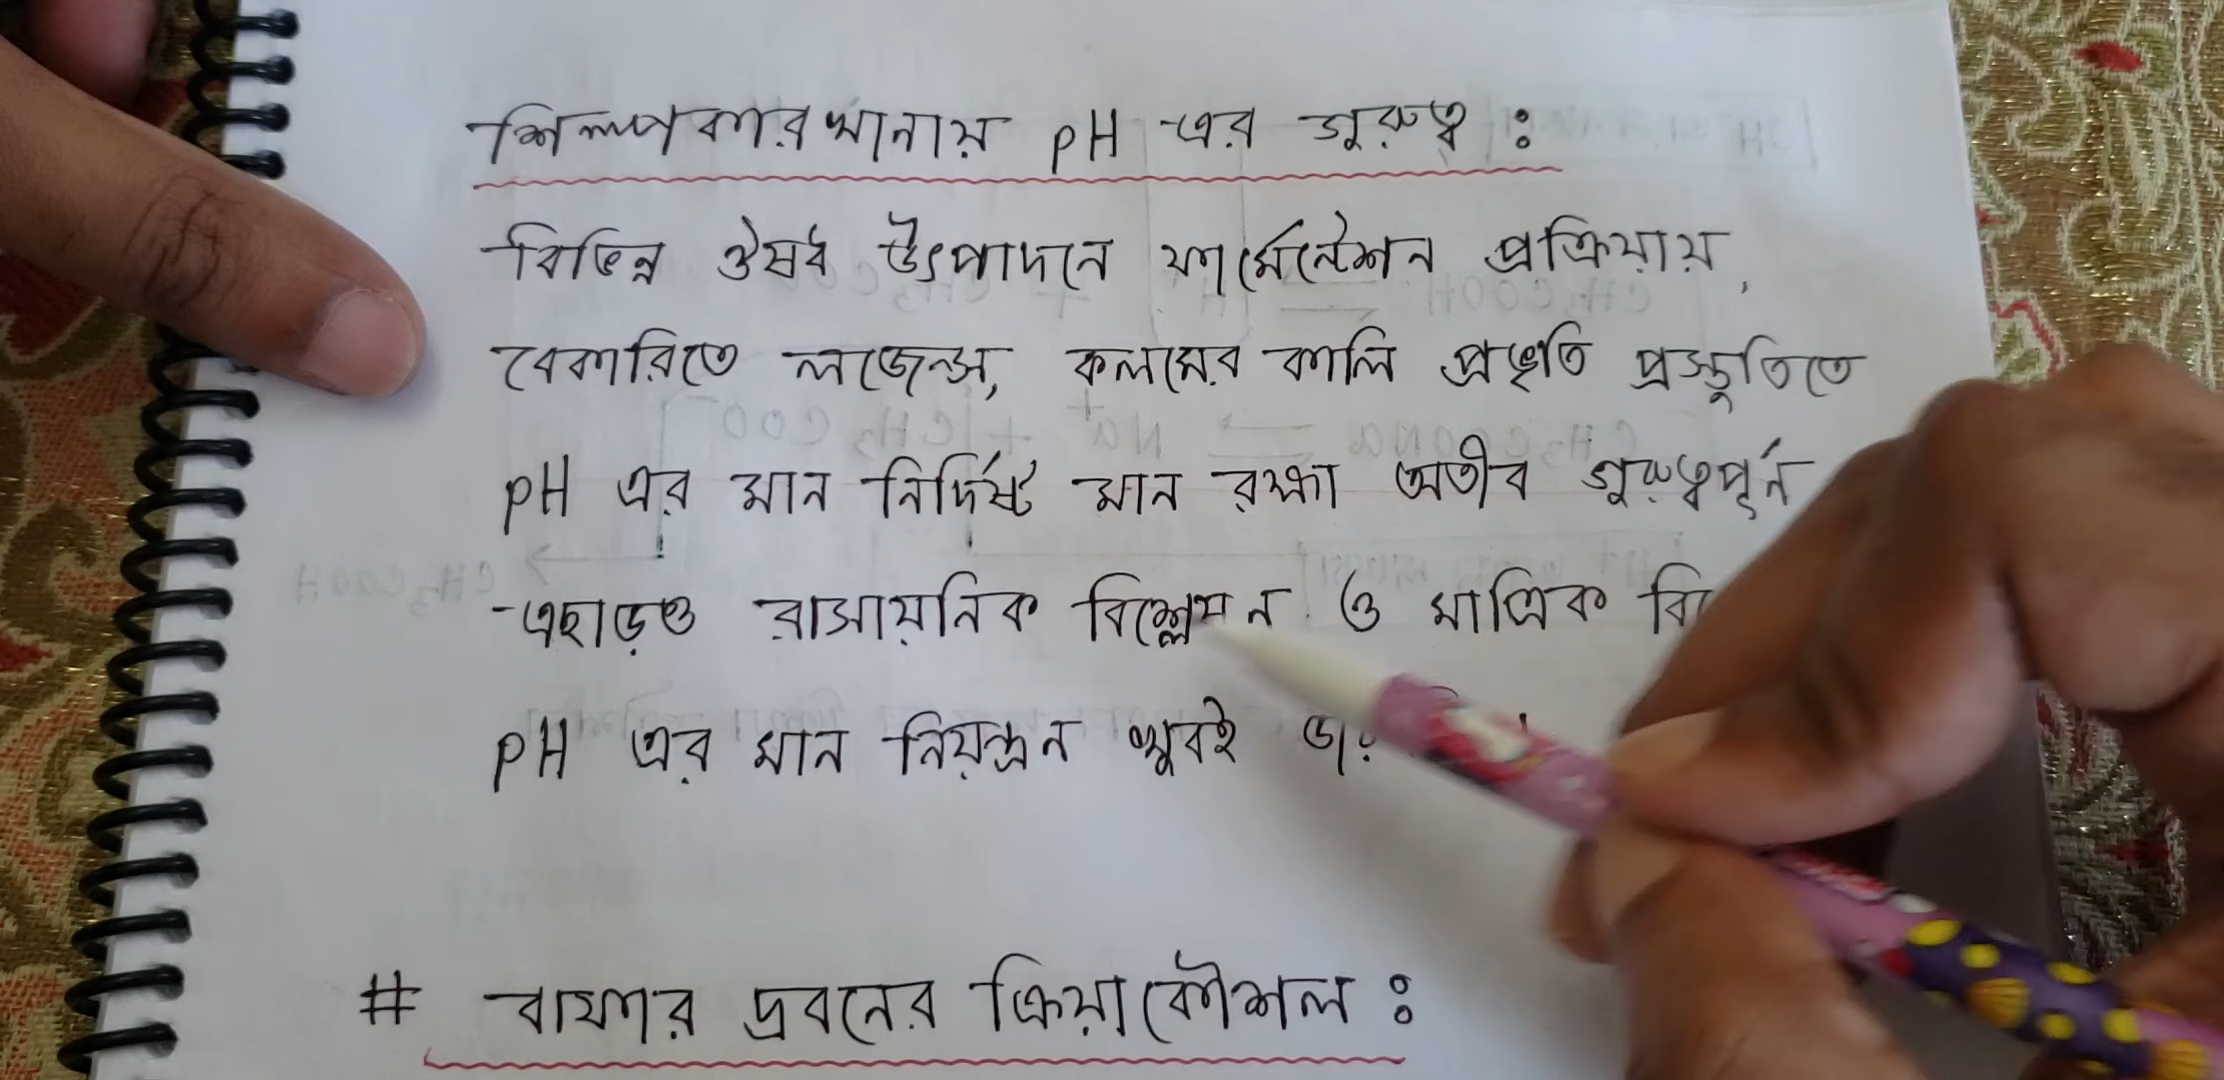 শিল্পকারখানায় pH এর গুরুত্ব :
বিভিন্ন ঔষধ উৎপাদনে ফার্মেন্টেশন প্রক্রিয়ায়,
বেকারিতে লজেন্স, কলমের কালি প্রভৃতি প্রস্তুতিতে
pH এর মান নির্দিষ্ট মান রক্ষা অতীব গুরুত্বপূর্ন
এছাড়াও রাসায়নিক বিশ্লেষন ও মাত্রিক
pH এর মান নিয়ন্ত্রন খুবই
# বাফার দ্রবনের ক্রিয়াকৌশল :